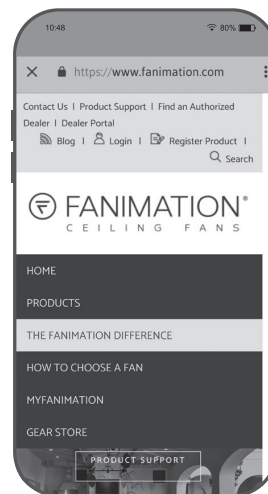 10:48 80%
https://www.fanimation.com
Contact Us | Product Support | Find an Authorized
Dealer | Dealer Portal
Blog | Login | Register Product |
Search
FANIMATION®
CEILING FANS
HOME
PRODUCTS
THE FANIMATION DIFFERENCE
HOW TO CHOOSE A FAN
MYFANIMATION
GEAR STORE
PRODUCT SUPPORT